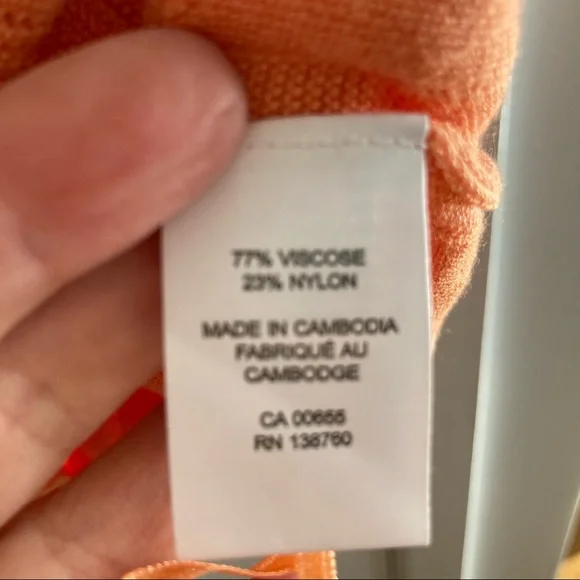 77% VISCOSE
23% NYLON
MADE IN CAMBODIA
FABRIQUÉ AU
CAMBODGE
CA 00655
RN 138760